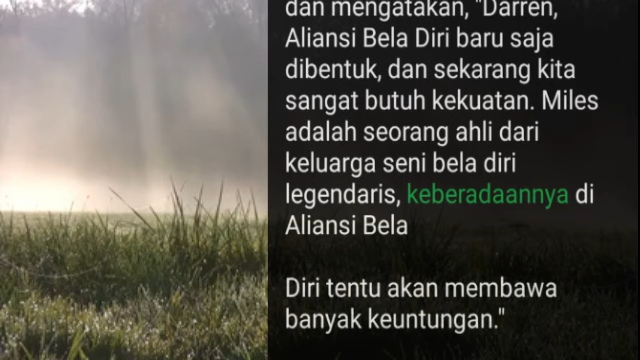 dan mengatakan, "Darren,
Aliansi Bela Diri baru saja
dibentuk, dan sekarang kita
sangat butuh kekuatan. Miles
adalah seorang ahli dari
keluarga seni bela diri
legendaris, keberadaannya di
Aliansi Bela
Diri tentu akan membawa
banyak keuntungan."